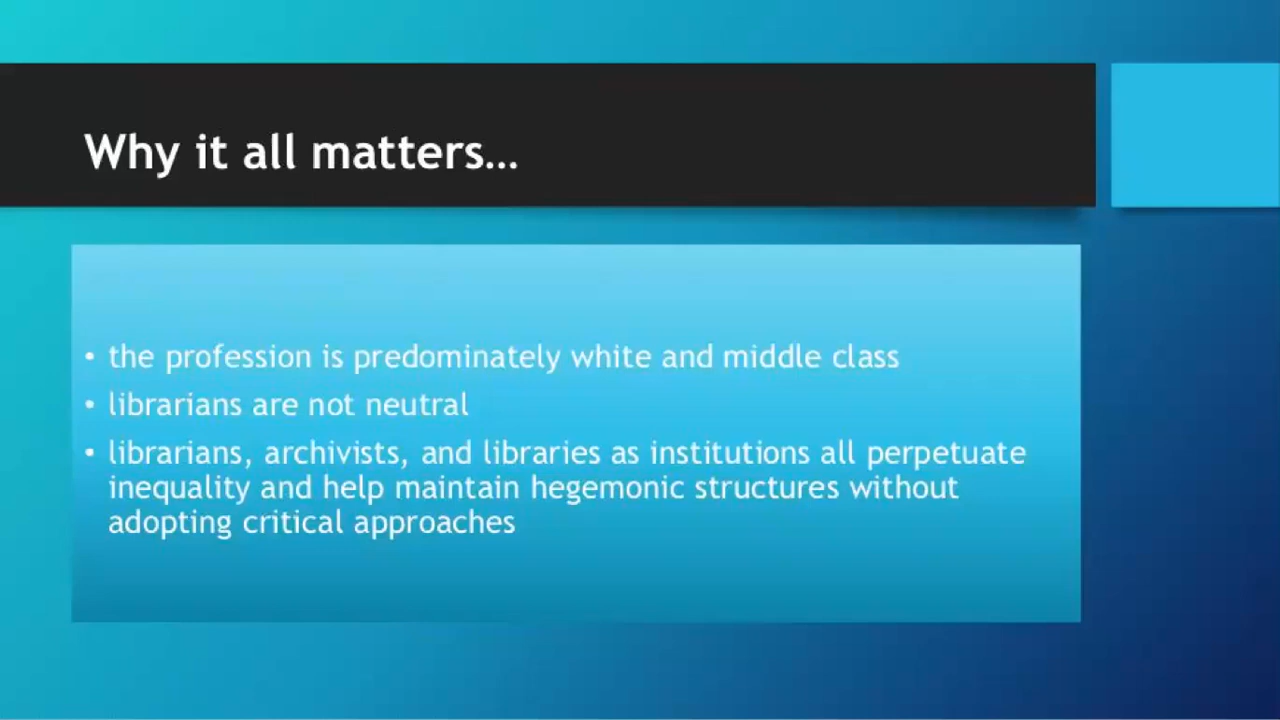 Why it all matters…
• the profession is predominately white and middle class
• librarians are not neutral
• librarians, archivists, and libraries as institutions all perpetuate
inequality and help maintain hegemonic structures without
adopting critical approaches